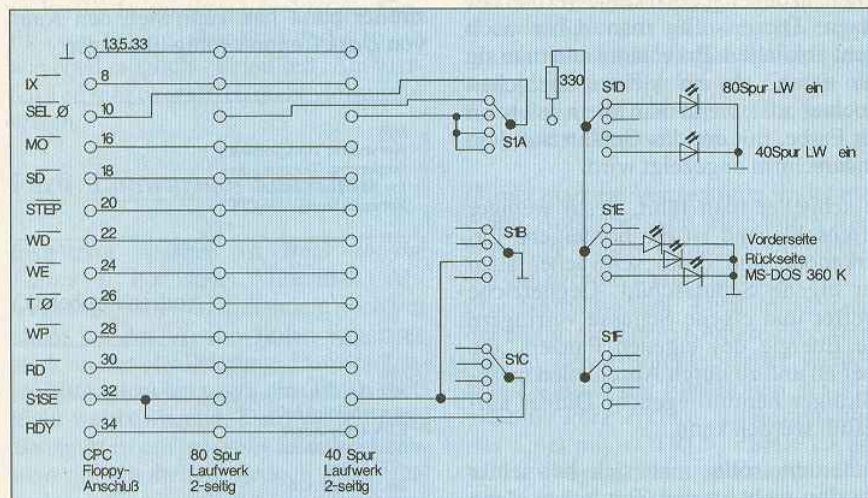 ⊥ 1,3,5..33
IX 8
SEL Ø 10
MO 16
SD 18
STEP 20
WD 22
WE 24
T Ø 26
WP 28
RD 30
S1SE 32
RDY 34
CPC
Floppy-
Anschluß
80 Spur
Laufwerk
2-seitig
40 Spur
Laufwerk
2-seitig
S1A
S1B
S1C
330
S1D
80Spur LW ein
40Spur LW ein
S1E
Vorderseite
Rückseite
MS-DOS 360 K
S1F